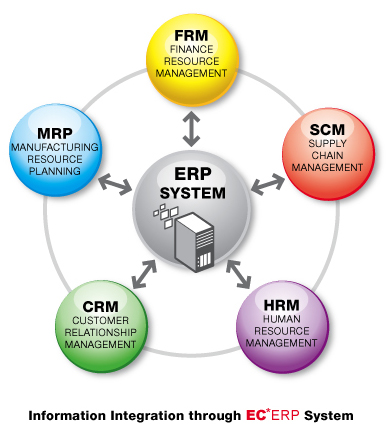 FRM
FINANCE
RESOURCE
MANAGEMENT
MRP
MANUFACTURING
RESOURCE
PLANNING
SCM
SUPPLY
CHAIN
MANAGEMENT
ERP
SYSTEM
CRM
CUSTOMER
RELATIONSHIP
MANAGEMENT
HRM
HUMAN
RESOURCE
MANAGEMENT
Information Integration through EC*ERP System